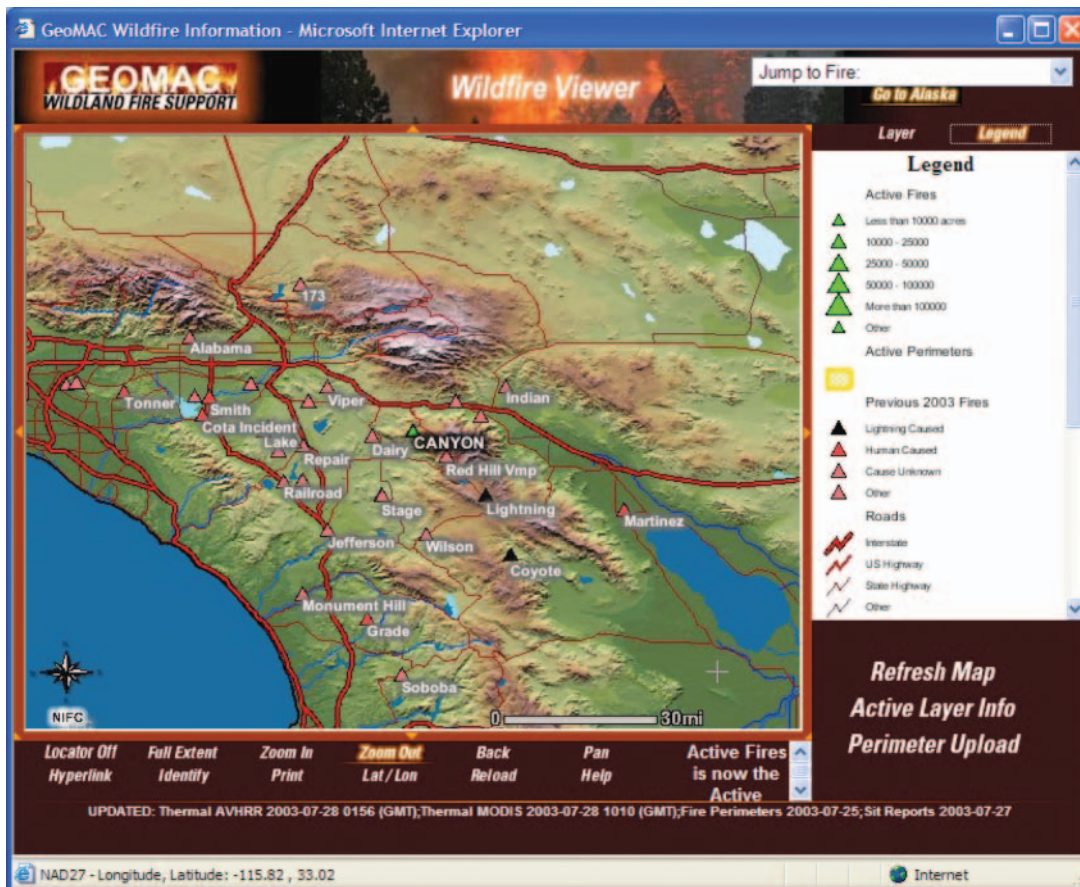 GeoMAC Wildfire Information - Microsoft Internet Explorer
GEOMAC
WILDLAND FIRE SUPPORT
Wildfire Viewer
Jump to Fire:
Go to Alaska
Layer Legend
Legend
Active Fires
Less than 10000 acres
10000 - 25000
25000 - 50000
50000 - 100000
More than 100000
Other
Active Perimeters
Previous 2003 Fires
Lightning Caused
Human Caused
Cause Unknown
Other
Roads
Interstate
US Highway
State Highway
Other
173
Alabama
Tonner
Smith
Viper
Indian
Cota Incident
Lake
Repair
Dairy
CANYON
Red Hill Vmp
Railroad
Stage
Lightning
Martinez
Jefferson
Wilson
Coyote
Monument Hill
Grade
Soboba
NIFC
0 30mi
Refresh Map
Active Layer Info
Perimeter Upload
Locator Off Full Extent Zoom In Zoom Out Back Pan
Hyperlink Identify Print Lat/Lon Reload Help
Active Fires
is now the
Active
UPDATED: Thermal AVHRR 2003-07-28 0156 (GMT);Thermal MODIS 2003-07-28 1010 (GMT);Fire Perimeters 2003-07-25;Sit Reports 2003-07-27
NAD27 - Longitude, Latitude: -115.82 , 33.02
Internet